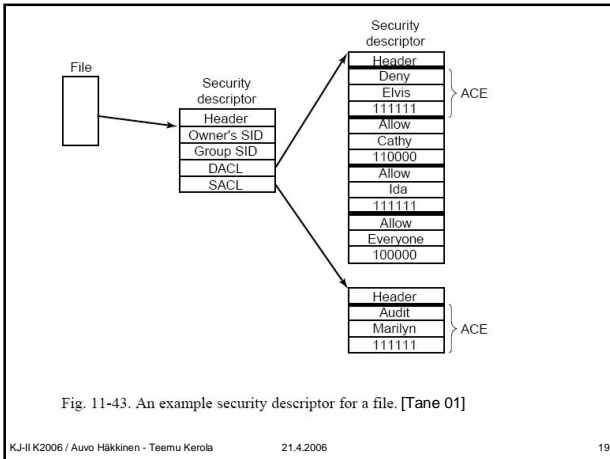 File
Security
descriptor
Header
Owner's SID
Group SID
DACL
SACL
Security
descriptor
Header
Deny
Elvis
111111
ACE
Allow
Cathy
110000
Allow
Ida
111111
Allow
Everyone
100000
Header
Audit
Marilyn
111111
ACE
Fig. 11-43. An example security descriptor for a file. [Tane 01]
KJ-II K2006 / Auvo Häkkinen - Teemu Kerola 21.4.2006 19